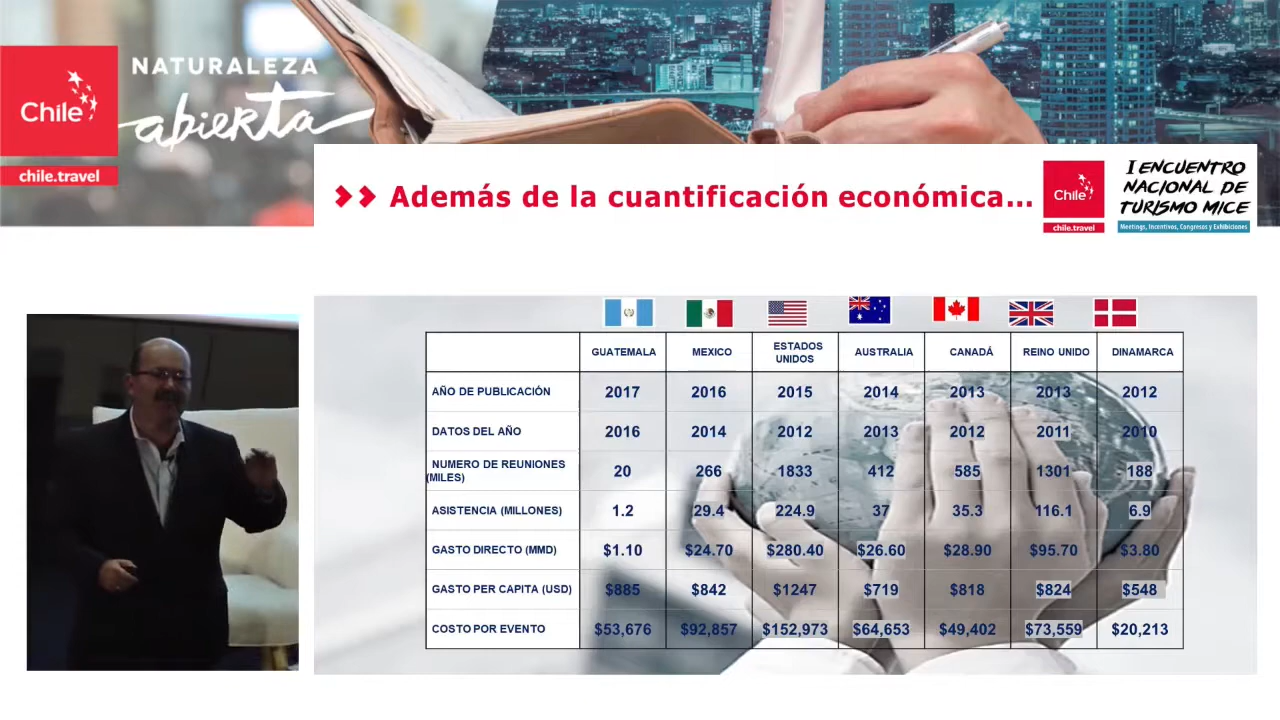 NATURALEZA
abierta
Chile
chile.travel
Además de la cuantificación económica...
Chile
chile.travel
I ENCUENTRO
NACIONAL DE
TURISMO MICE
Meetings, Incentivos, Congresos y Exhibiciones
GUATEMALA MEXICO ESTADOS UNIDOS AUSTRALIA CANADÁ REINO UNIDO DINAMARCA
AÑO DE PUBLICACIÓN 2017 2016 2015 2014 2013 2013 2012
DATOS DEL AÑO 2016 2014 2012 2013 2012 2011 2010
NUMERO DE REUNIONES (MILES) 20 266 1833 412 585 1301 188
ASISTENCIA (MILLONES) 1.2 29.4 224.9 37 35.3 116.1 6.9
GASTO DIRECTO (MMD) $1.10 $24.70 $280.40 $26.60 $28.90 $95.70 $3.80
GASTO PER CAPITA (USD) $885 $842 $1247 $719 $818 $824 $548
COSTO POR EVENTO $53,676 $92,857 $152,973 $64,653 $49,402 $73,559 $20,213